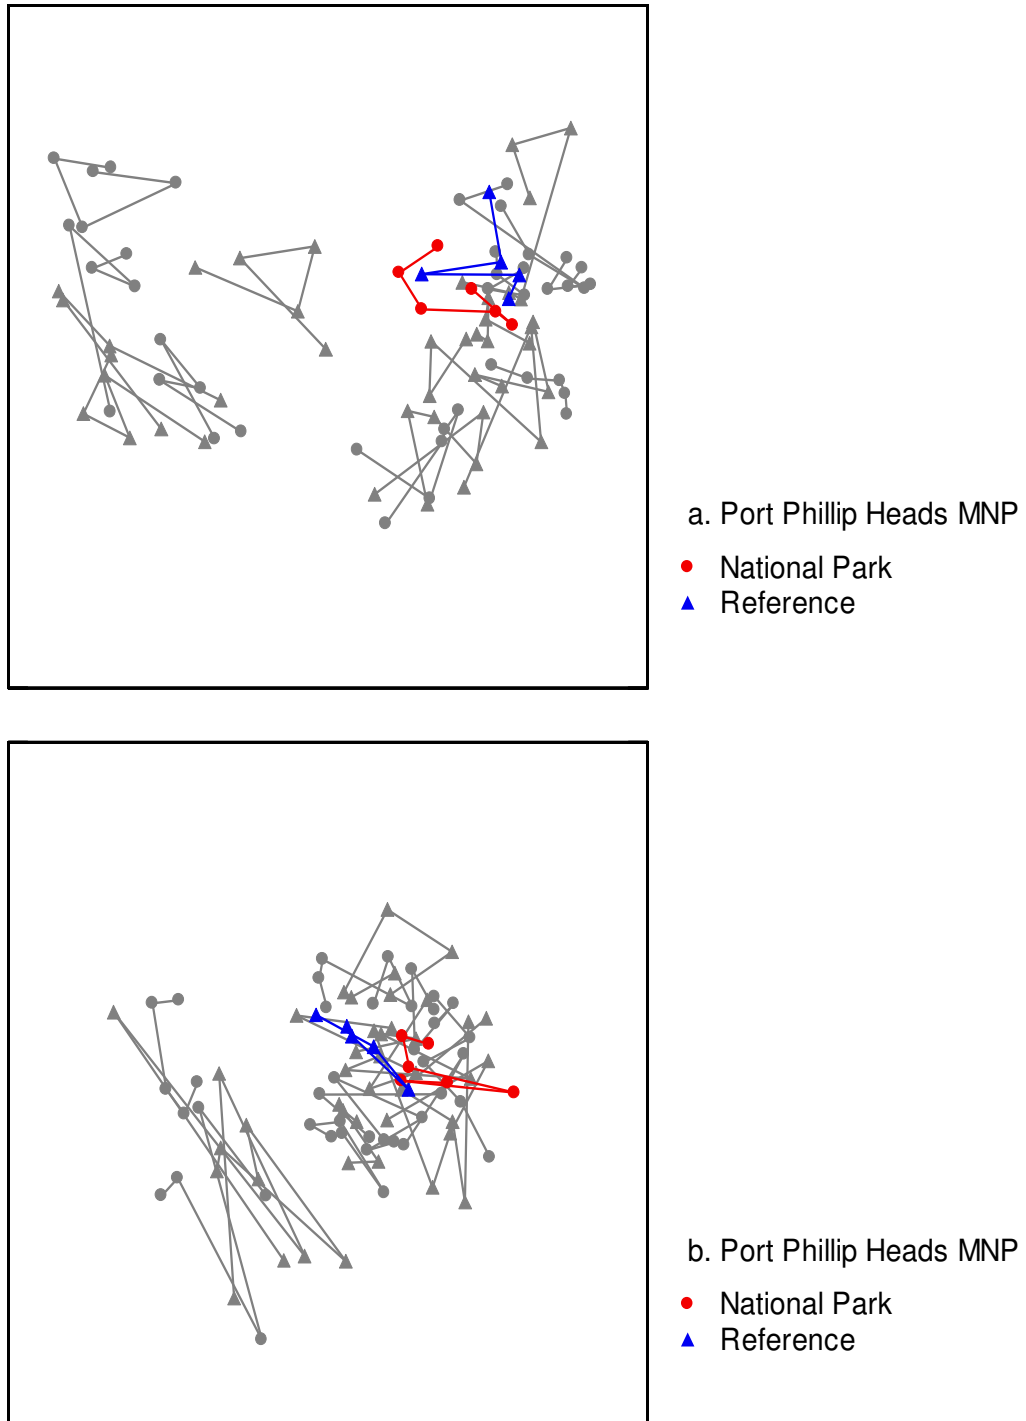 a. Port Phillip Heads MNP
National Park
Reference
b. Port Phillip Heads MNP
National Park
Reference